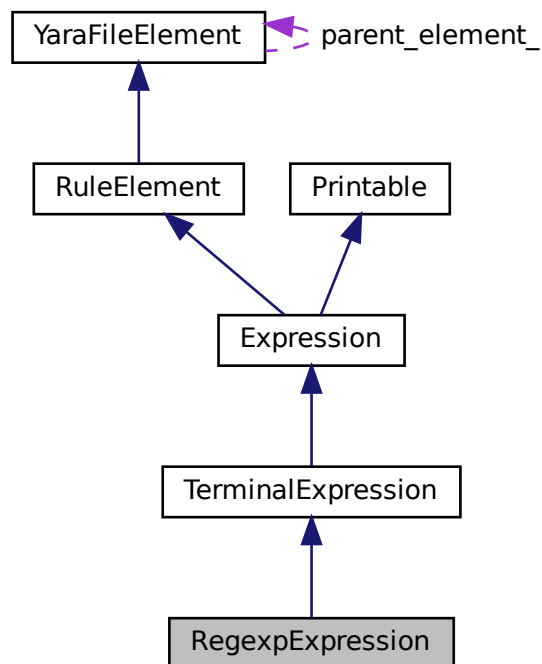 YaraFileElement
parent_element_
RuleElement
Printable
Expression
TerminalExpression
RegexpExpression